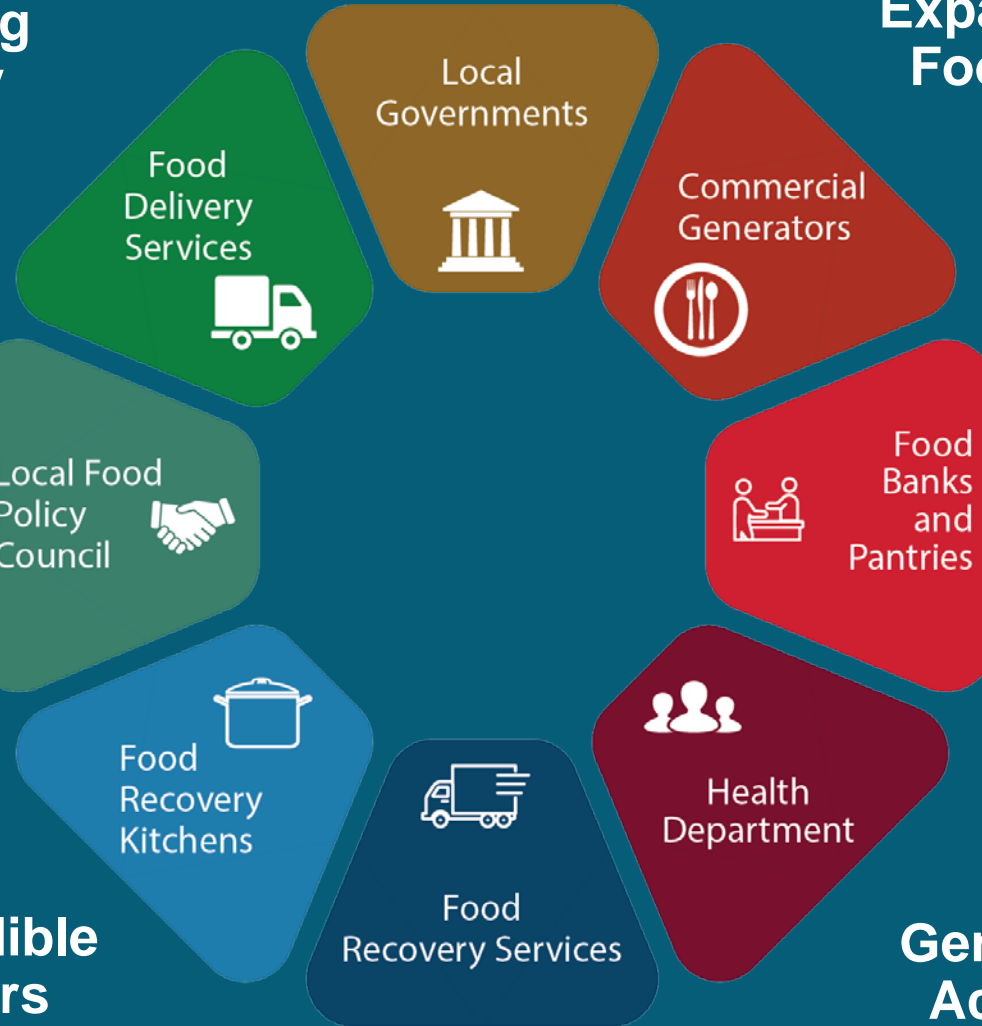 Local
Governments
Commercial
Generators
Food
Banks
and
Pantries
Health
Department
Food
Recovery Services
Food
Recovery
Kitchens
Local Food
Policy
Council
Food
Delivery
Services